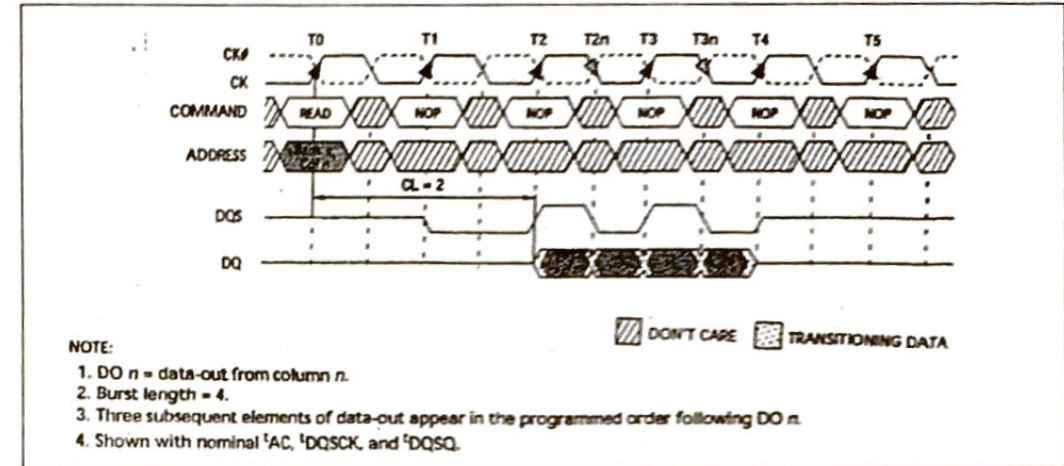 T0 T1 T2 T2n T3 T3n T4 T5
CK#
CK
COMMAND READ NOP NOP NOP NOP NOP
ADDRESS
CL = 2
DQS
DQ
DON'T CARE TRANSITIONING DATA
NOTE:
1. DO n = data-out from column n.
2. Burst length = 4.
3. Three subsequent elements of data-out appear in the programmed order following DO n.
4. Shown with nominal tAC, tDQSCK, and tDQSQ.